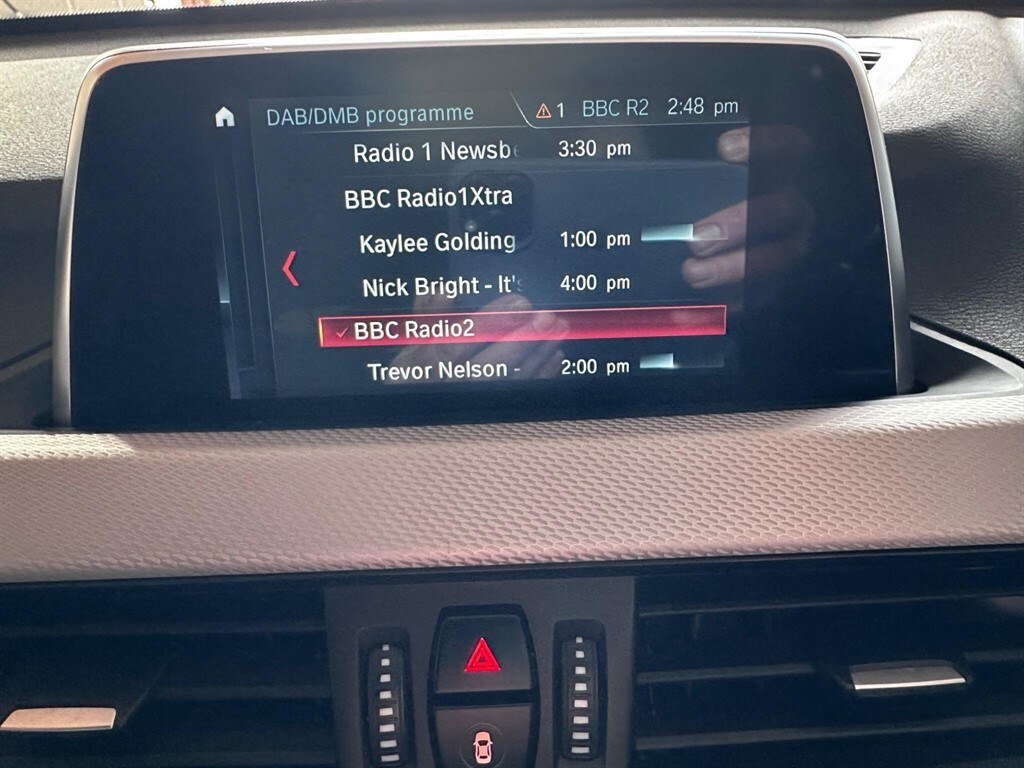 DAB/DMB programme 1 BBC R2 2:48 pm
Radio 1 Newsb 3:30 pm
BBC Radio1Xtra
Kaylee Golding 1:00 pm
Nick Bright - It's 4:00 pm
BBC Radio2
Trevor Nelson - 2:00 pm